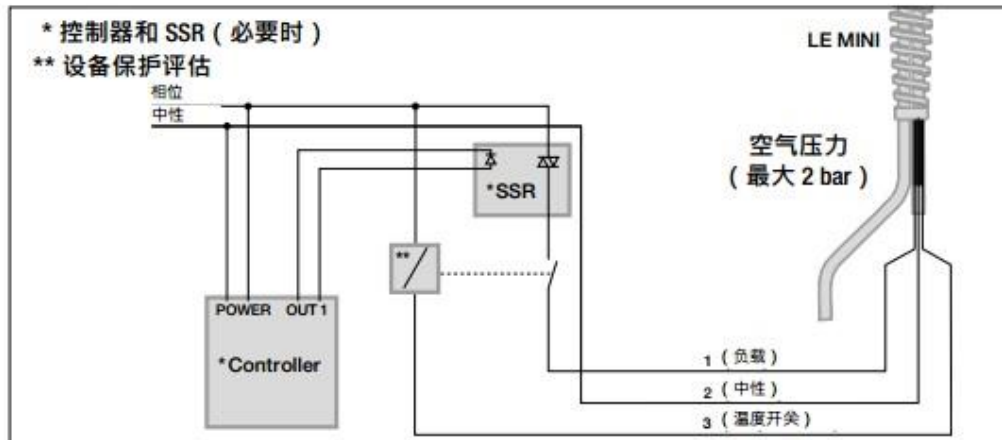 * 控制器和 SSR ( 必要时 )
** 设备保护评估
相位
中性
LE MINI
空气压力
( 最大 2 bar )
*SSR
**
POWER OUT 1
*Controller
1 ( 负载 )
2 ( 中性 )
3 ( 温度开关 )